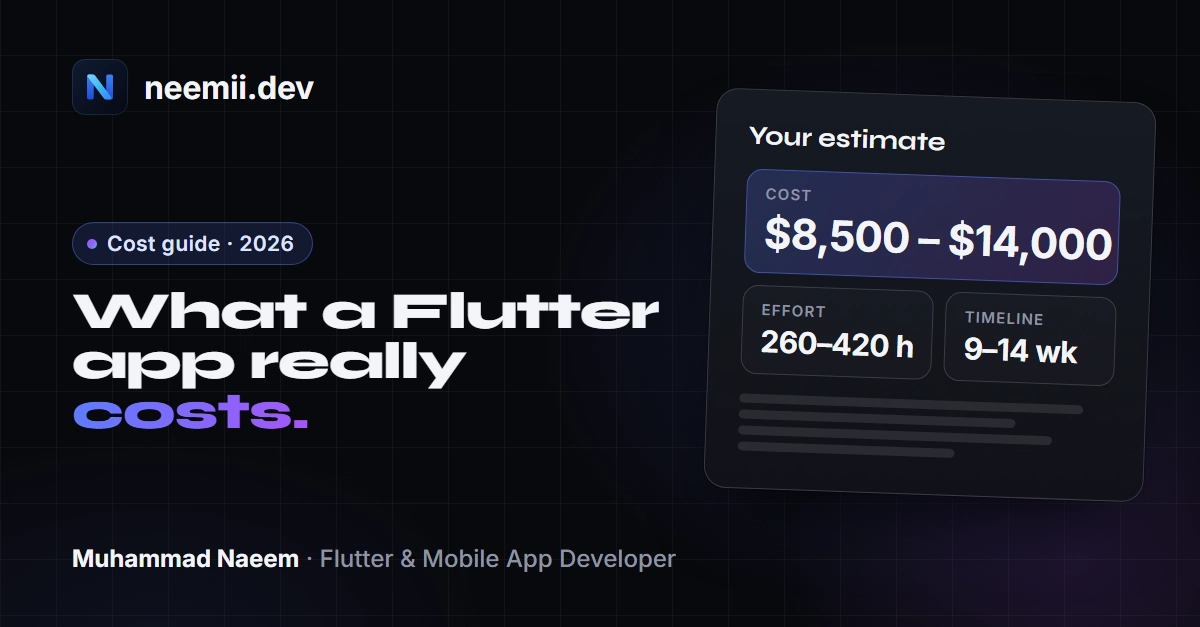 N
neemii.dev
Cost guide · 2026
What a Flutter
app really
costs.
Muhammad Naeem · Flutter & Mobile App Developer
Your estimate
COST
$8,500 – $14,000
EFFORT
260–420 h
TIMELINE
9–14 wk